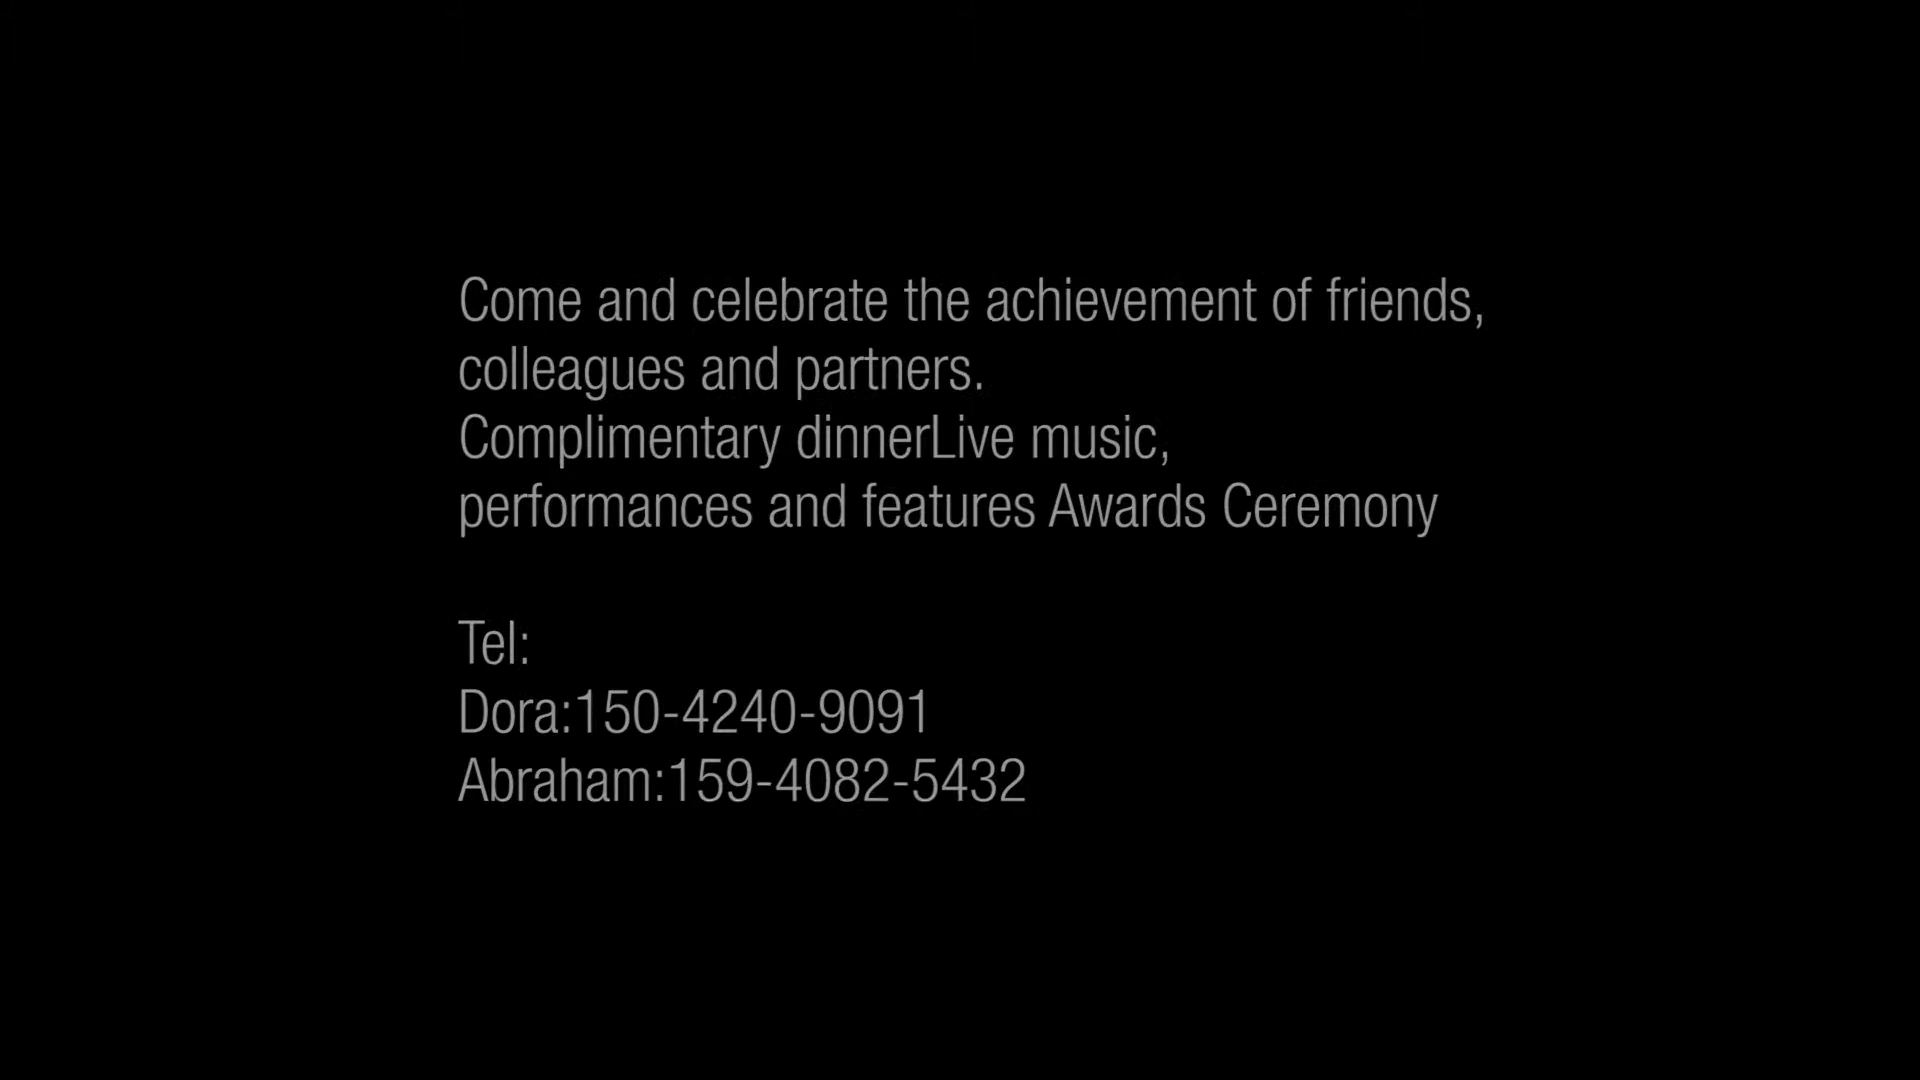 Come and celebrate the achievement of friends,
colleagues and partners.
Complimentary dinnerLive music,
performances and features Awards Ceremony
Tel:
Dora:150-4240-9091
Abraham:159-4082-5432